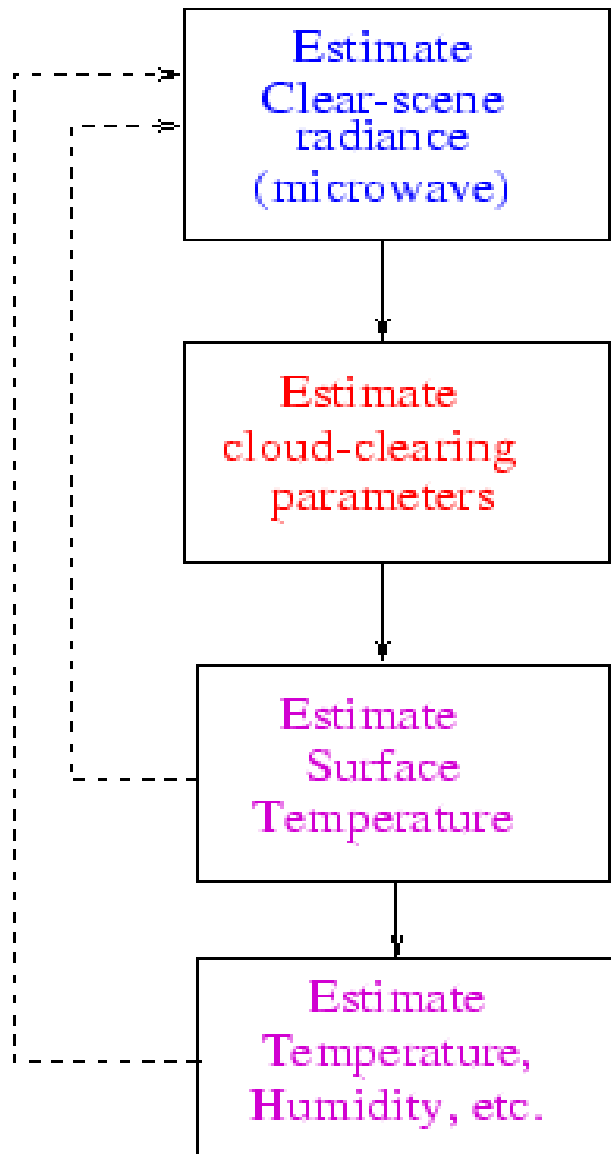 Estimate
Clear-scene
radiance
(microwave)
Estimate
cloud-clearing
parameters
Estimate
Surface
Temperature
Estimate
Temperature,
Humidity, etc.